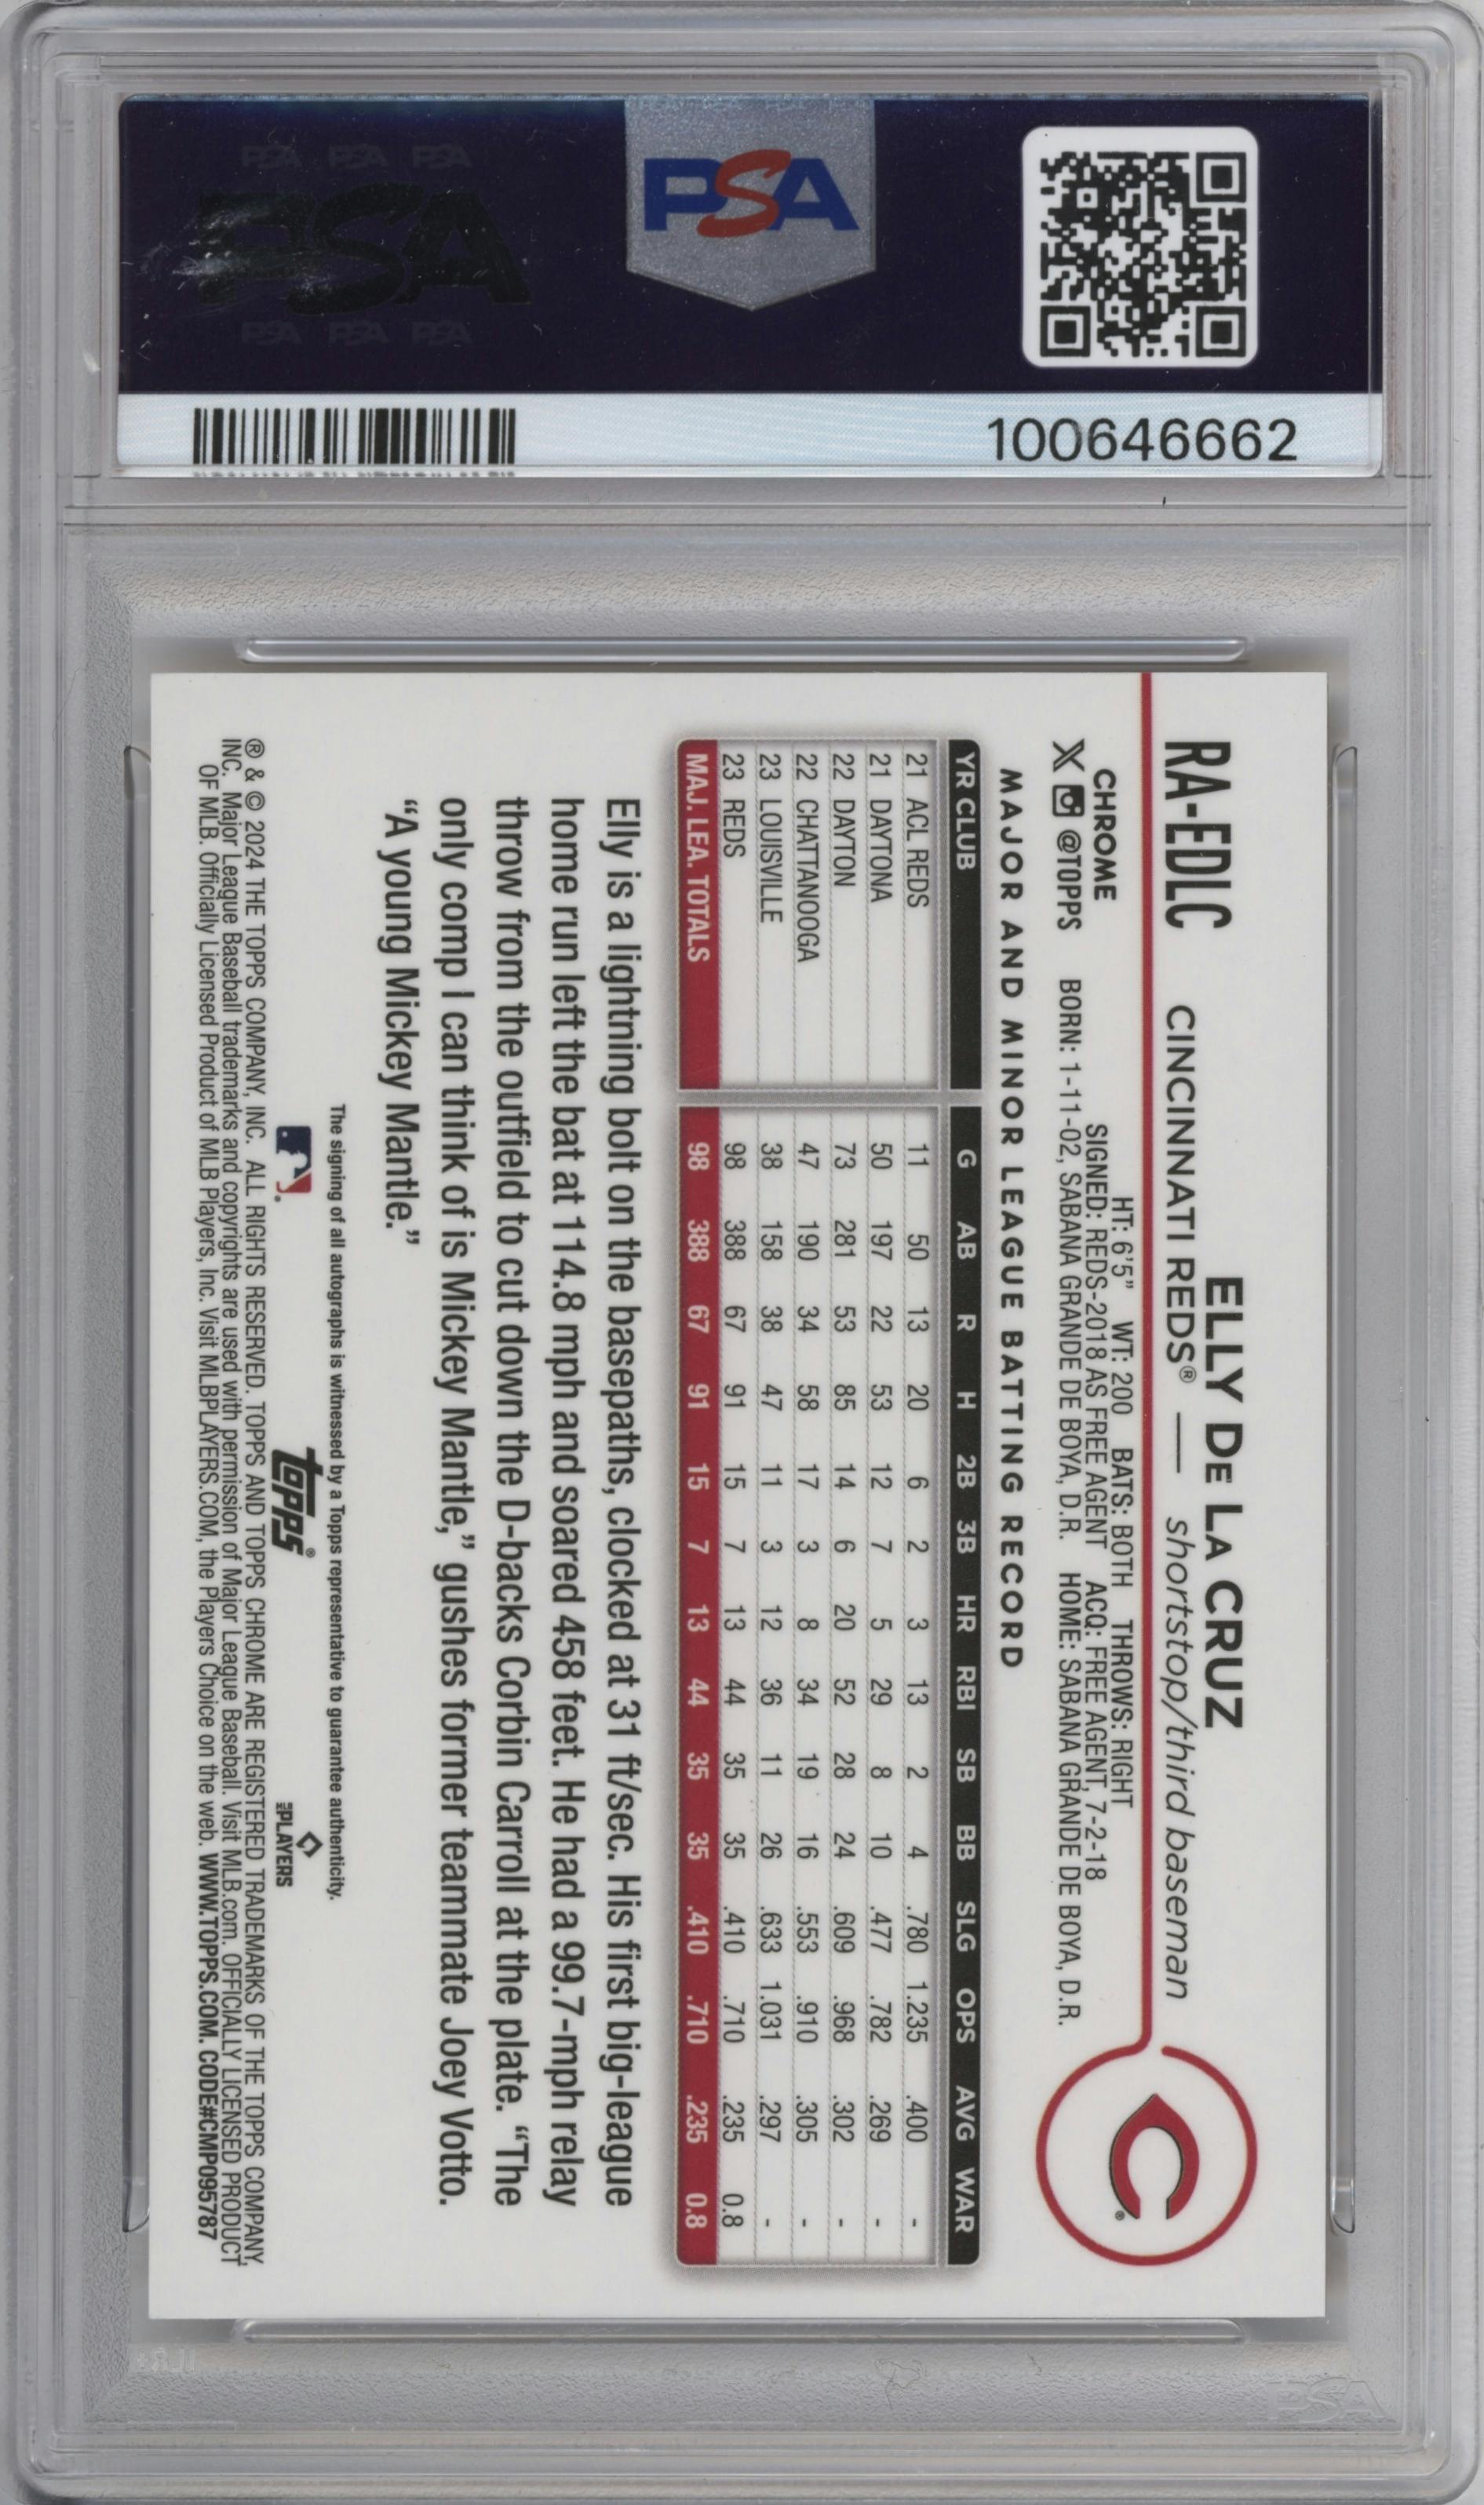 PSA PSA PSA
PSA
PSA PSA PSA
PSA
100646662
RA-EDLC
ELLY DE LA CRUZ
CINCINNATI REDS® — shortstop/third baseman
CHROME
X @TOPPS
HT: 6'5" WT: 200 BATS: BOTH THROWS: RIGHT
SIGNED: REDS-2018 AS FREE AGENT ACQ: FREE AGENT, 7-2-18
BORN: 1-11-02, SABANA GRANDE DE BOYA, D.R. HOME: SABANA GRANDE DE BOYA, D.R.
C®
MAJOR AND MINOR LEAGUE BATTING RECORD
YR CLUB G AB R H 2B 3B HR RBI SB BB SLG OPS AVG WAR
21 ACL REDS 11 50 13 20 6 2 3 13 2 4 .780 1.235 .400 -
21 DAYTONA 50 197 22 53 12 7 5 29 8 10 .477 .782 .269 -
22 DAYTON 73 281 53 85 14 6 20 52 28 24 .609 .968 .302 -
22 CHATTANOOGA 47 190 34 58 17 3 8 34 19 16 .553 .910 .305 -
23 LOUISVILLE 38 158 38 47 11 3 12 36 11 26 .633 1.031 .297 -
23 REDS 98 388 67 91 15 7 13 44 35 35 .410 .710 .235 0.8
MAJ. LEA. TOTALS 98 388 67 91 15 7 13 44 35 35 .410 .710 .235 0.8
Elly is a lightning bolt on the basepaths, clocked at 31 ft/sec. His first big-league
home run left the bat at 114.8 mph and soared 458 feet. He had a 99.7-mph relay
throw from the outfield to cut down the D-backs Corbin Carroll at the plate. “The
only comp I can think of is Mickey Mantle,” gushes former teammate Joey Votto.
“A young Mickey Mantle.”
The signing of all autographs is witnessed by a Topps representative to guarantee authenticity.
topps®
PLAYERS
® & © 2024 THE TOPPS COMPANY, INC. ALL RIGHTS RESERVED. TOPPS AND TOPPS CHROME ARE REGISTERED TRADEMARKS OF THE TOPPS COMPANY,
INC. Major League Baseball trademarks and copyrights are used with permission of Major League Baseball. Visit MLB.com. OFFICIALLY LICENSED PRODUCT
OF MLB. Officially Licensed Product of MLB Players, Inc. Visit MLBPLAYERS.COM, the Players Choice on the web. WWW.TOPPS.COM. CODE#CMP095787
PSA